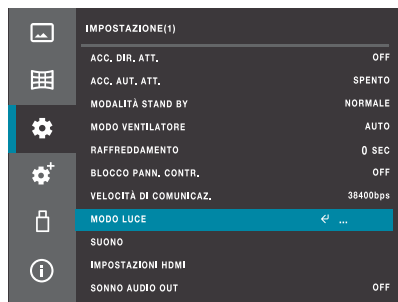 IMPOSTAZIONE(1)
ACC. DIR. ATT. OFF
ACC. AUT. ATT. SPENTO
MODALITÀ STAND BY NORMALE
MODO VENTILATORE AUTO
RAFFREDDAMENTO 0 SEC
BLOCCO PANN. CONTR. OFF
VELOCITÀ DI COMUNICAZ. 38400bps
MODO LUCE ↵ ...
SUONO
IMPOSTAZIONI HDMI
SONNO AUDIO OUT OFF